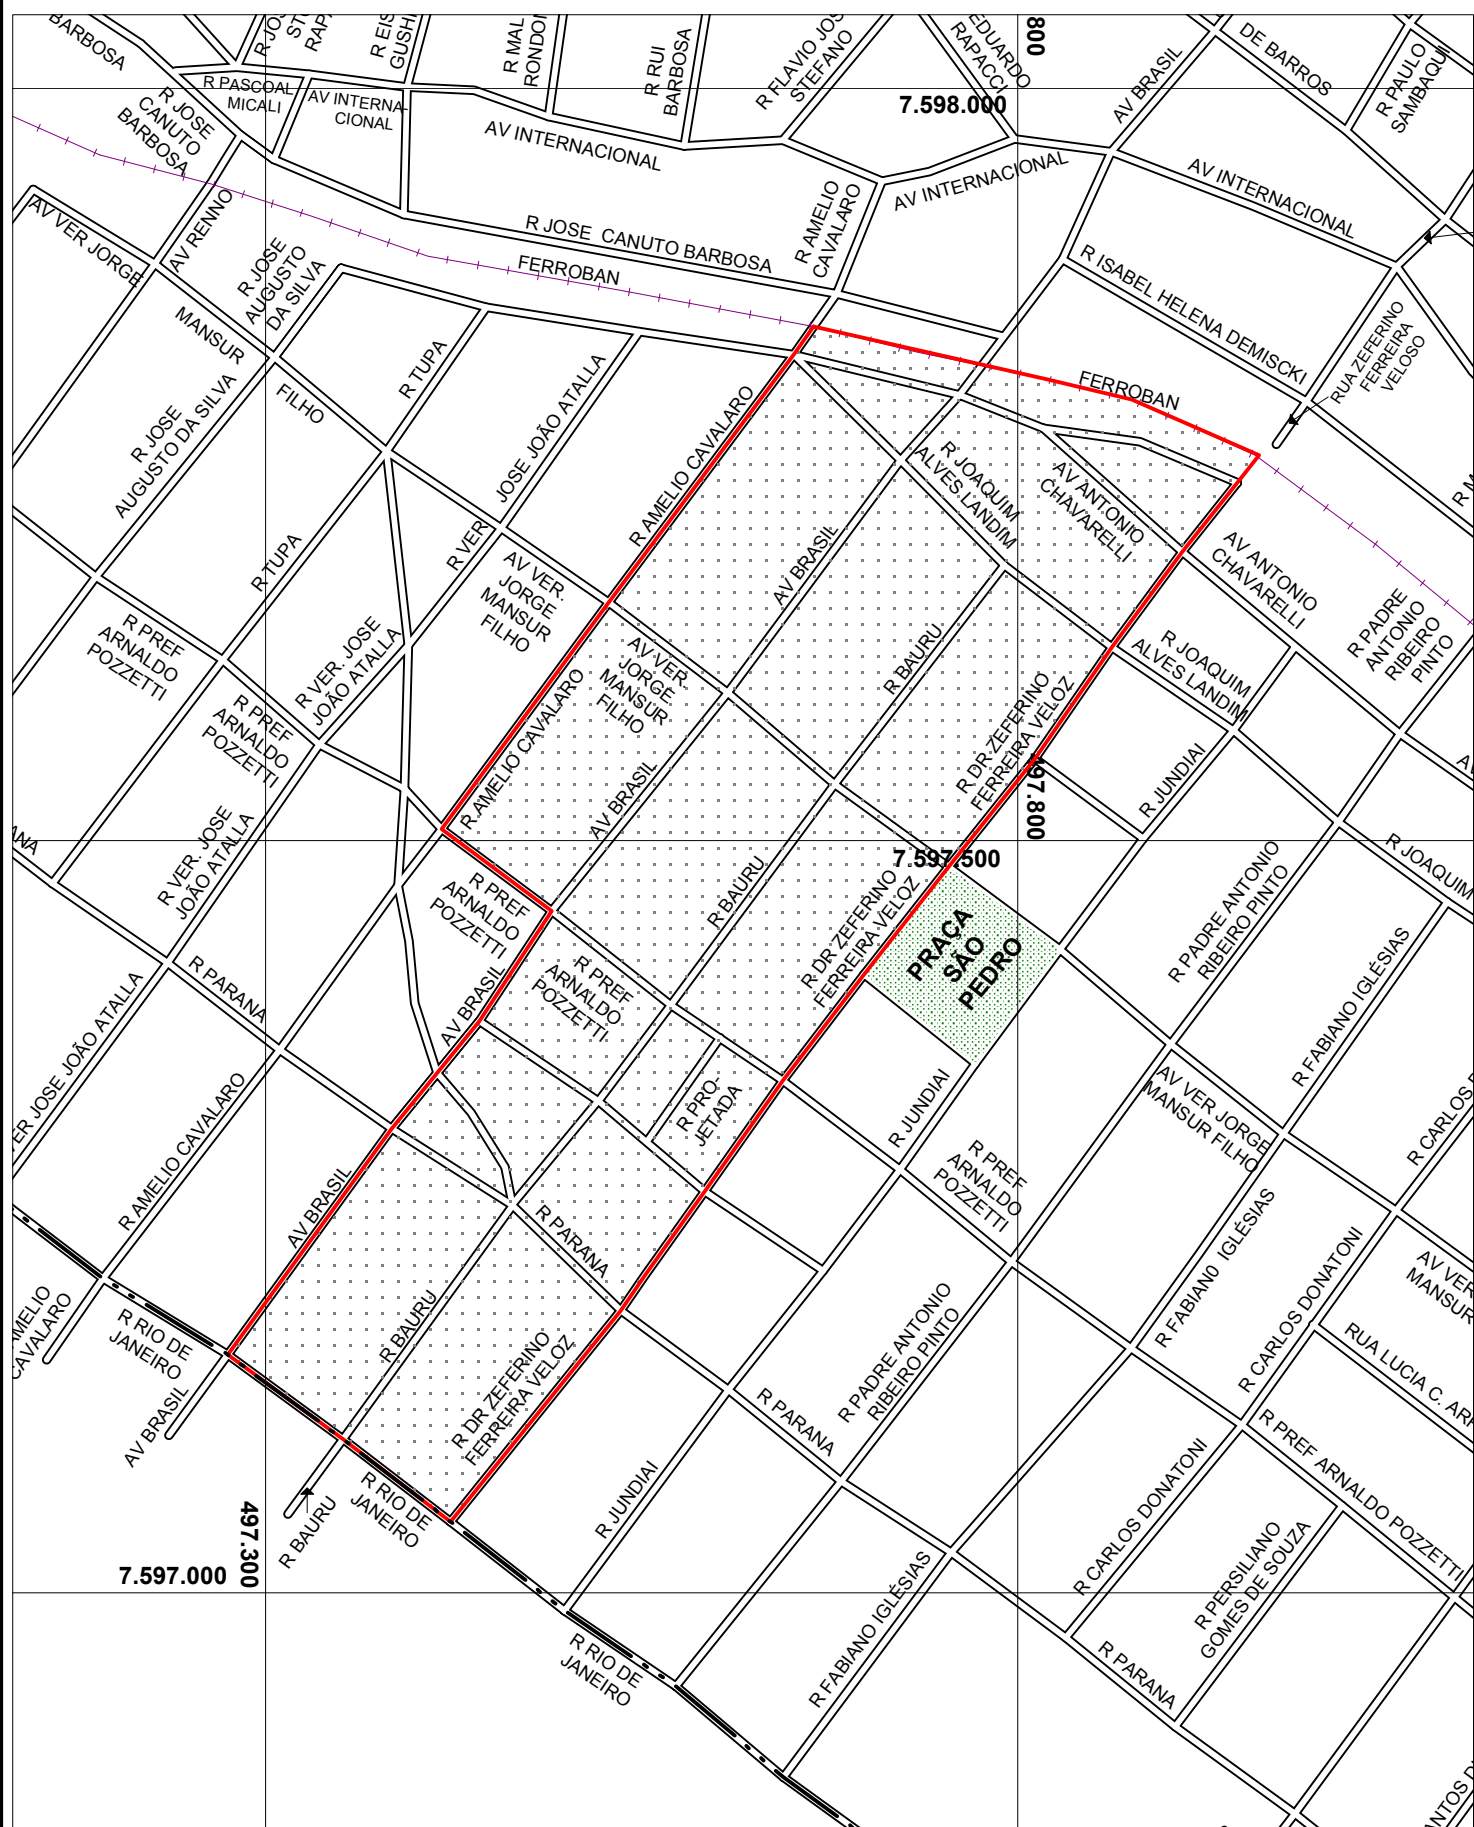 BARBOSA
R EIS
GUSHI
R MAL
RONDON
R RUI
BARBOSA
R FLAVIO JOS
STEFANO
EDUARDO
RAPACCI
800
AV BRASIL
DE BARROS
R PAULO
SAMBAQUI
R PASCOAL
MICALI
AV INTERNA-
CIONAL
R JOSE
CANUTO
BARBOSA
AV INTERNACIONAL
7.598.000
AV INTERNACIONAL
AV INTERNACIONAL
AV VER JORGE
AV RENNO
R JOSE CANUTO BARBOSA
FERROBAN
R AMELIO
CAVALARO
R ISABEL HELENA DEMISCKI
R JOSE
AUGUSTO
DA SILVA
MANSUR
FILHO
R TUPA
R JOSE
AUGUSTO DA SILVA
JOSE JOÃO ATALLA
R VER.
R AMELIO CAVALARO
FERROBAN
RUA ZEFERINO
FERREIRA
VELOSO
R JOAQUIM
ALVES LANDIM
AV ANTONIO
CHAVARELLI
AV ANTONIO
CHAVARELLI
R TUPA
AV VER.
JORGE
MANSUR
FILHO
AV BRASIL
R PREF
ARNALDO
POZZETTI
R VER. JOSE
JOÃO ATALLA
AV VER.
JORGE
MANSUR
FILHO
R BAURU
R JOAQUIM
ALVES LANDIM
R PADRE
ANTONIO
RIBEIRO
PINTO
R PREF
ARNALDO
POZZETTI
R AMELIO CAVALARO
R DR ZEFERINO
FERREIRA VELOZ
497.800
R JUNDIAI
AV BRASIL
R VER. JOSE
JOÃO ATALLA
7.597.500
R JOAQUIM
R PREF
ARNALDO
POZZETTI
R BAURU
R DR ZEFERINO
FERREIRA VELOZ
PRAÇA
SÃO
PEDRO
R PADRE ANTONIO
RIBEIRO PINTO
R FABIANO IGLÉSIAS
R PARANA
AV BRASIL
R PREF
ARNALDO
POZZETTI
VER JOSE JOÃO ATALLA
R AMELIO CAVALARO
R PRO-
JETADA
R JUNDIAI
AV VER JORGE
MANSUR FILHO
R CARLOS
R PREF
ARNALDO
POZZETTI
AV BRASIL
R PARANA
R FABIANO IGLÉSIAS
R CARLOS DONATONI
AV VER
MANSUR
AMELIO
CAVALARO
R RIO DE
JANEIRO
R BAURU
R DR ZEFERINO
FERREIRA VELOZ
R PADRE ANTONIO
RIBEIRO PINTO
RUA LUCIA C. AR
AV BRASIL
R PARANA
R PREF ARNALDO POZZETTI
R RIO DE
JANEIRO
R JUNDIAI
R CARLOS DONATONI
497.300
R BAURU
7.597.000
R PERSILIANO
GOMES DE SOUZA
R FABIANO IGLÉSIAS
R RIO DE
JANEIRO
R PARANA